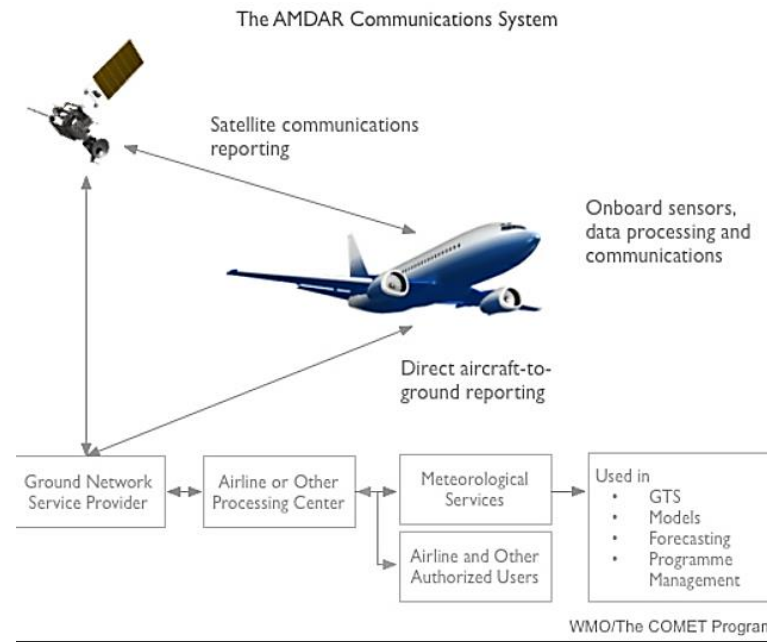 The AMDAR Communications System
Satellite communications
reporting
Onboard sensors,
data processing and
communications
Direct aircraft-to-
ground reporting
Ground Network
Service Provider
Airline or Other
Processing Center
Meteorological
Services
Airline and Other
Authorized Users
Used in
• GTS
• Models
• Forecasting
• Programme
Management
WMO/The COMET Program